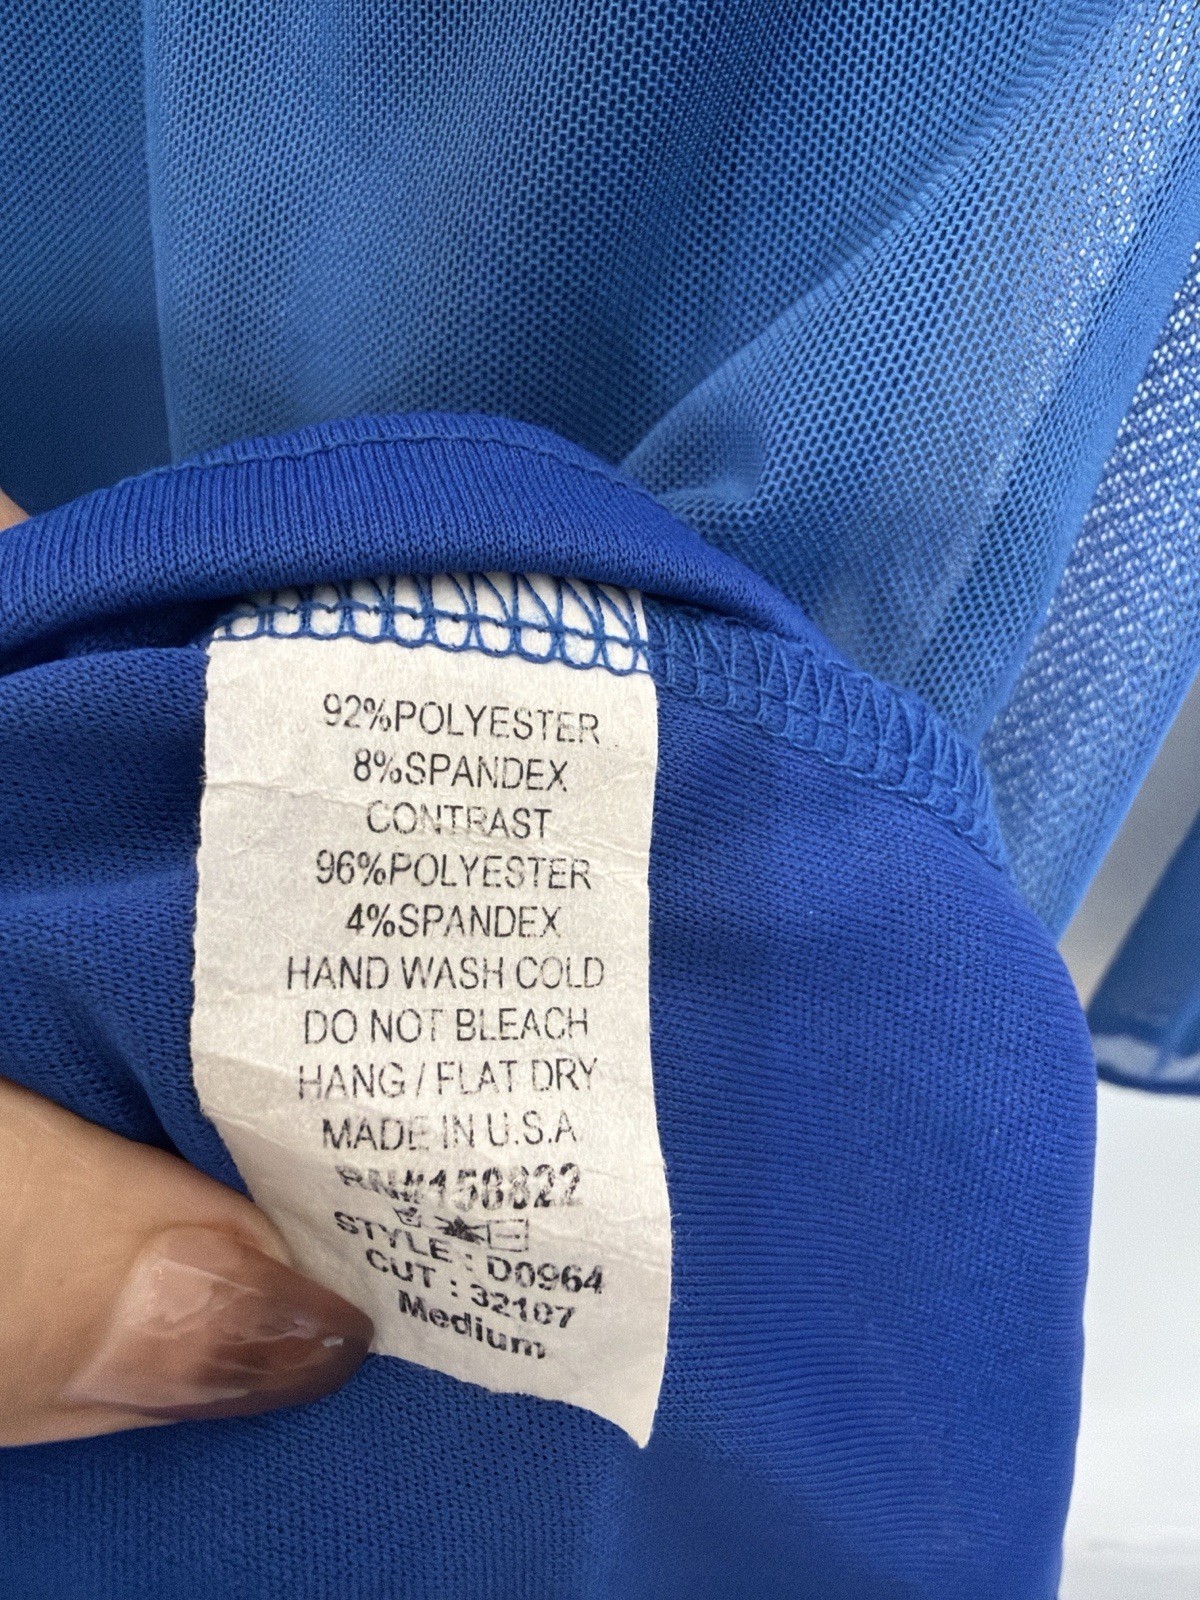 92%POLYESTER
8%SPANDEX
CONTRAST
96%POLYESTER
4%SPANDEX
HAND WASH COLD
DO NOT BLEACH
HANG / FLAT DRY
MADE IN U.S.A
RN#158822
STYLE : D0964
CUT : 32107
Medium